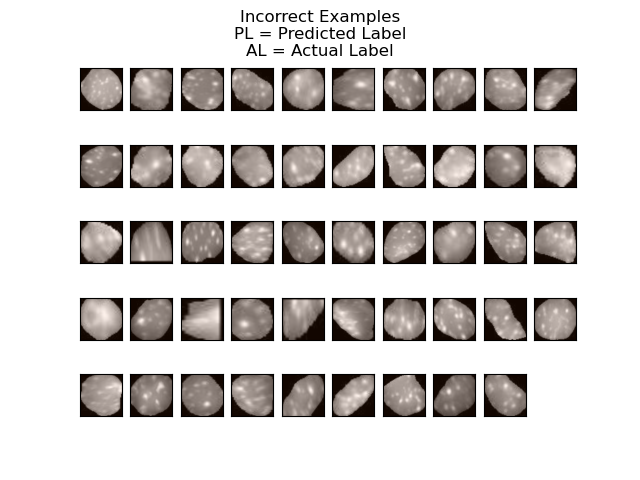 Incorrect Examples
PL = Predicted Label
AL = Actual Label